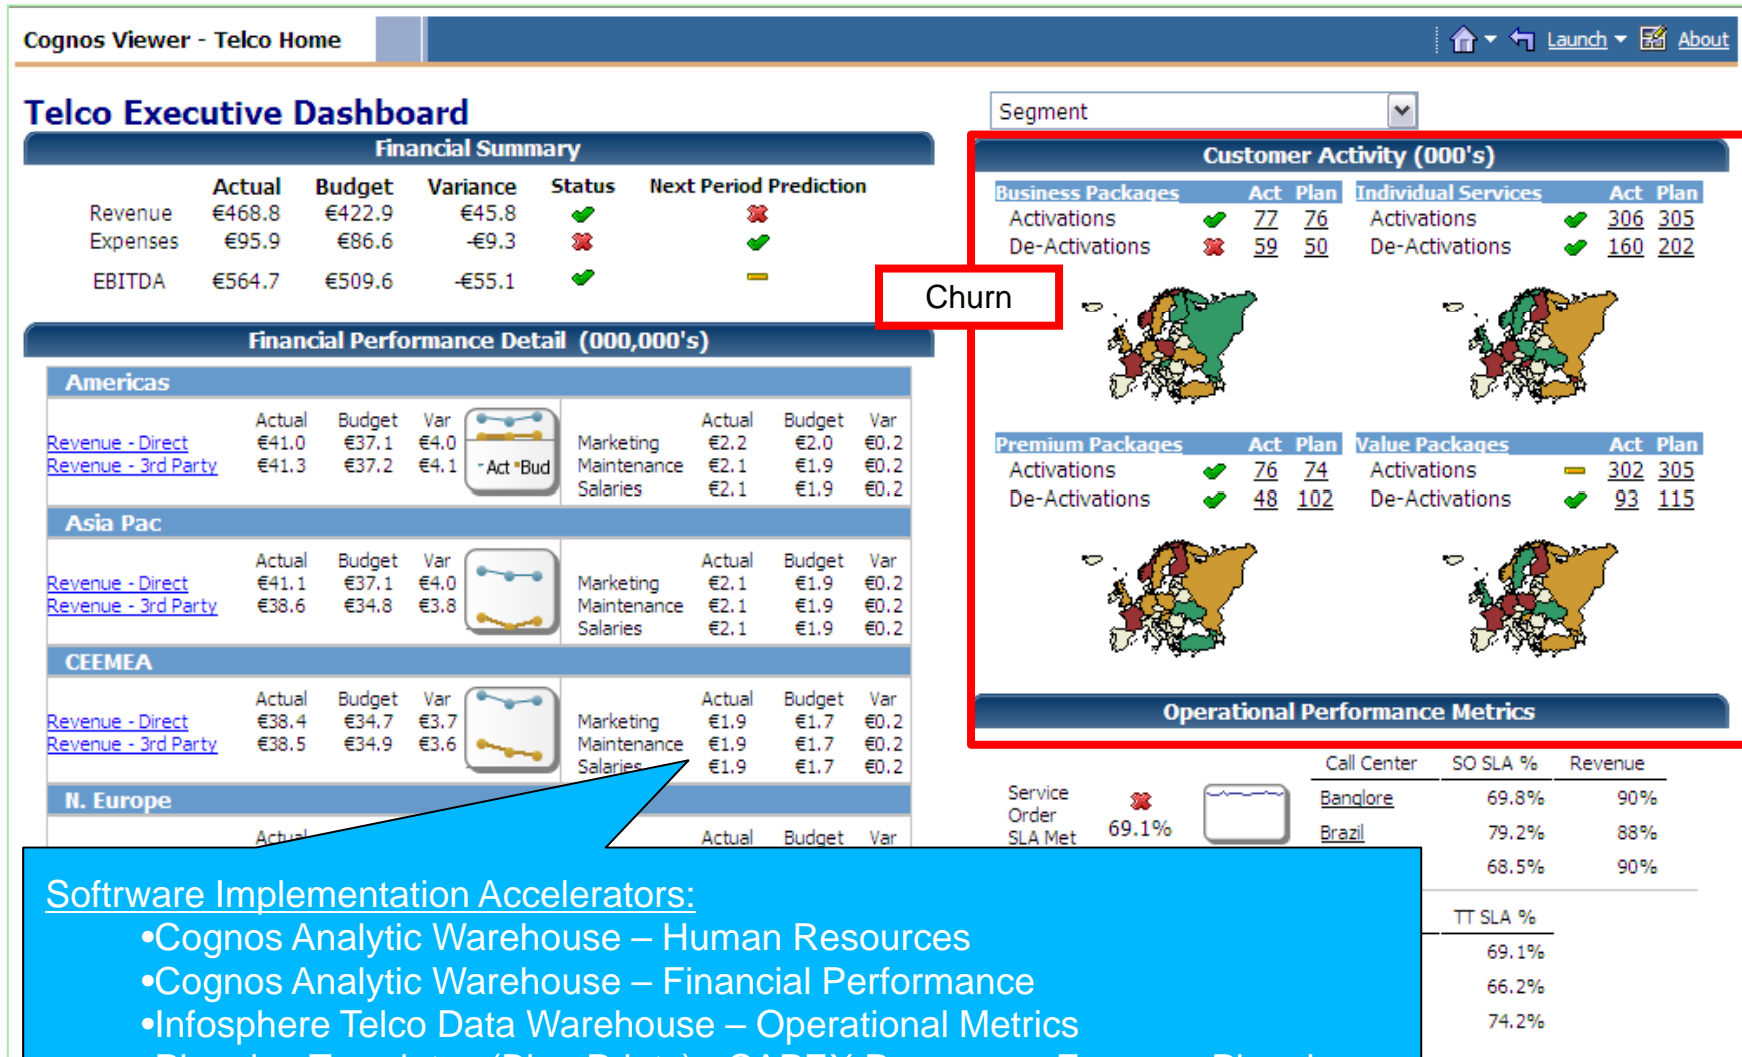 Cognos Viewer - Telco Home
Launch
About
Telco Executive Dashboard
Segment
Financial Summary
Actual Budget Variance Status Next Period Prediction
Revenue €468.8 €422.9 €45.8
Expenses €95.9 €86.6 -€9.3
EBITDA €564.7 €509.6 -€55.1
Financial Performance Detail (000,000's)
Americas
Actual Budget Var Actual Budget Var
Revenue - Direct €41.0 €37.1 €4.0 Marketing €2.2 €2.0 €0.2
Revenue - 3rd Party €41.3 €37.2 €4.1 Act Bud Maintenance €2.1 €1.9 €0.2
Salaries €2.1 €1.9 €0.2
Asia Pac
Actual Budget Var Actual Budget Var
Revenue - Direct €41.1 €37.1 €4.0 Marketing €2.1 €1.9 €0.2
Revenue - 3rd Party €38.6 €34.8 €3.8 Maintenance €2.1 €1.9 €0.2
Salaries €2.1 €1.9 €0.2
CEEMEA
Actual Budget Var Actual Budget Var
Revenue - Direct €38.4 €34.7 €3.7 Marketing €1.9 €1.7 €0.2
Revenue - 3rd Party €38.5 €34.9 €3.6 Maintenance €1.9 €1.7 €0.2
Salaries €1.9 €1.7 €0.2
N. Europe
Actual Actual Budget Var
Customer Activity (000's)
Business Packages Act Plan Individual Services Act Plan
Activations 77 76 Activations 306 305
De-Activations 59 50 De-Activations 160 202
Churn
Premium Packages Act Plan Value Packages Act Plan
Activations 76 74 Activations 302 305
De-Activations 48 102 De-Activations 93 115
Operational Performance Metrics
Call Center SO SLA % Revenue
Service Order SLA Met 69.1%
Banglore 69.8% 90%
Brazil 79.2% 88%
68.5% 90%
TT SLA %
69.1%
66.2%
74.2%
Softrware Implementation Accelerators:
•Cognos Analytic Warehouse – Human Resources
•Cognos Analytic Warehouse – Financial Performance
•Infosphere Telco Data Warehouse – Operational Metrics